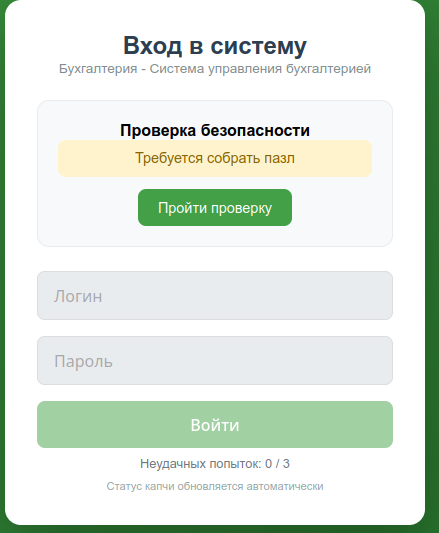 Вход в систему
Бухгалтерия - Система управления бухгалтерией
Проверка безопасности
Требуется собрать пазл
Пройти проверку
Логин
Пароль
Войти
Неудачных попыток: 0 / 3
Статус капчи обновляется автоматически